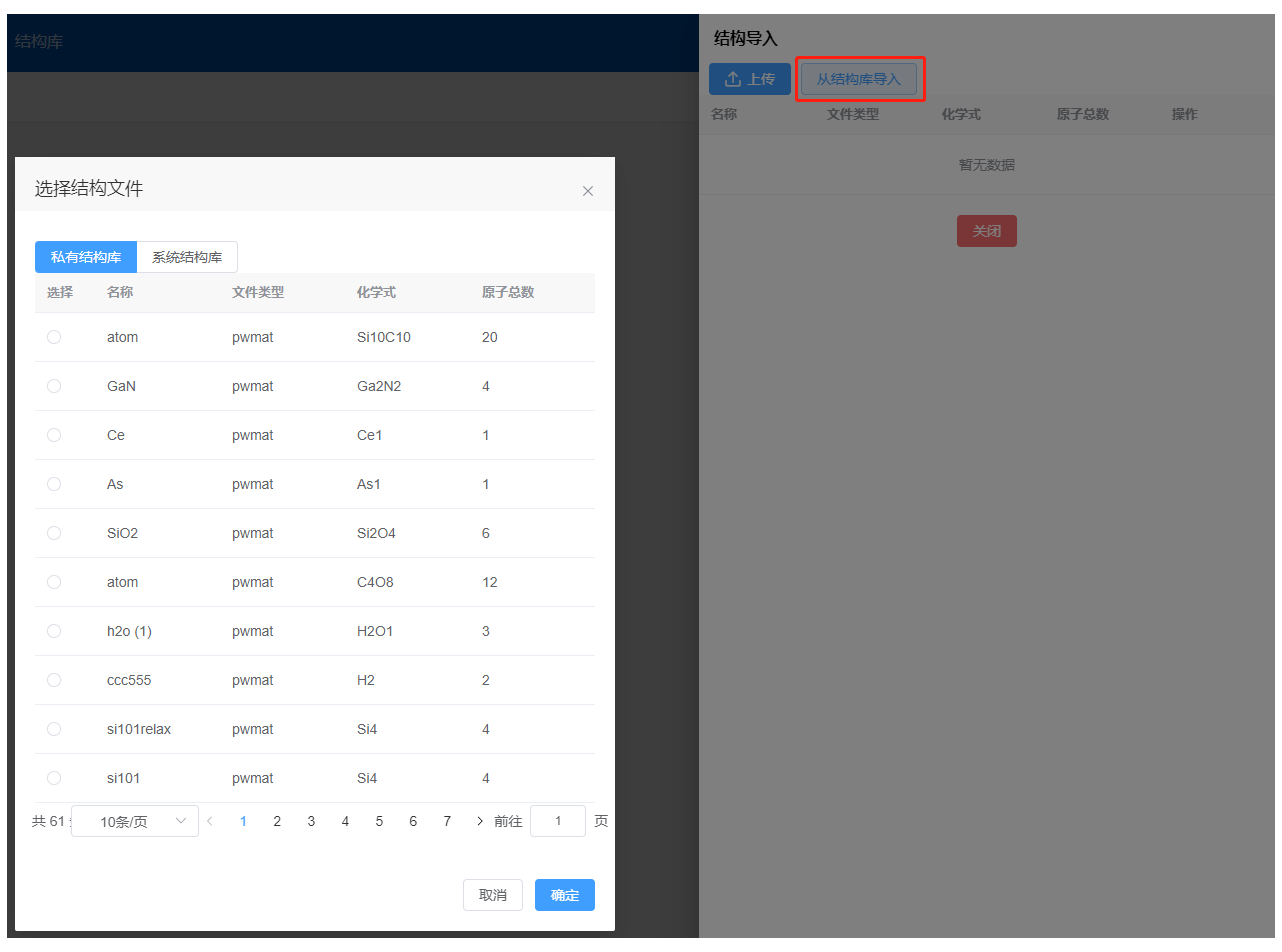 结构库
结构导入
上传 从结构库导入
名称 文件类型 化学式 原子总数 操作
暂无数据
关闭
选择结构文件
私有结构库 系统结构库
选择 名称 文件类型 化学式 原子总数
atom pwmat Si10C10 20
GaN pwmat Ga2N2 4
Ce pwmat Ce1 1
As pwmat As1 1
SiO2 pwmat Si2O4 6
atom pwmat C4O8 12
h2o (1) pwmat H2O1 3
ccc555 pwmat H2 2
si101relax pwmat Si4 4
si101 pwmat Si4 4
共 61 10条/页 1 2 3 4 5 6 7 前往 1 页
取消 确定